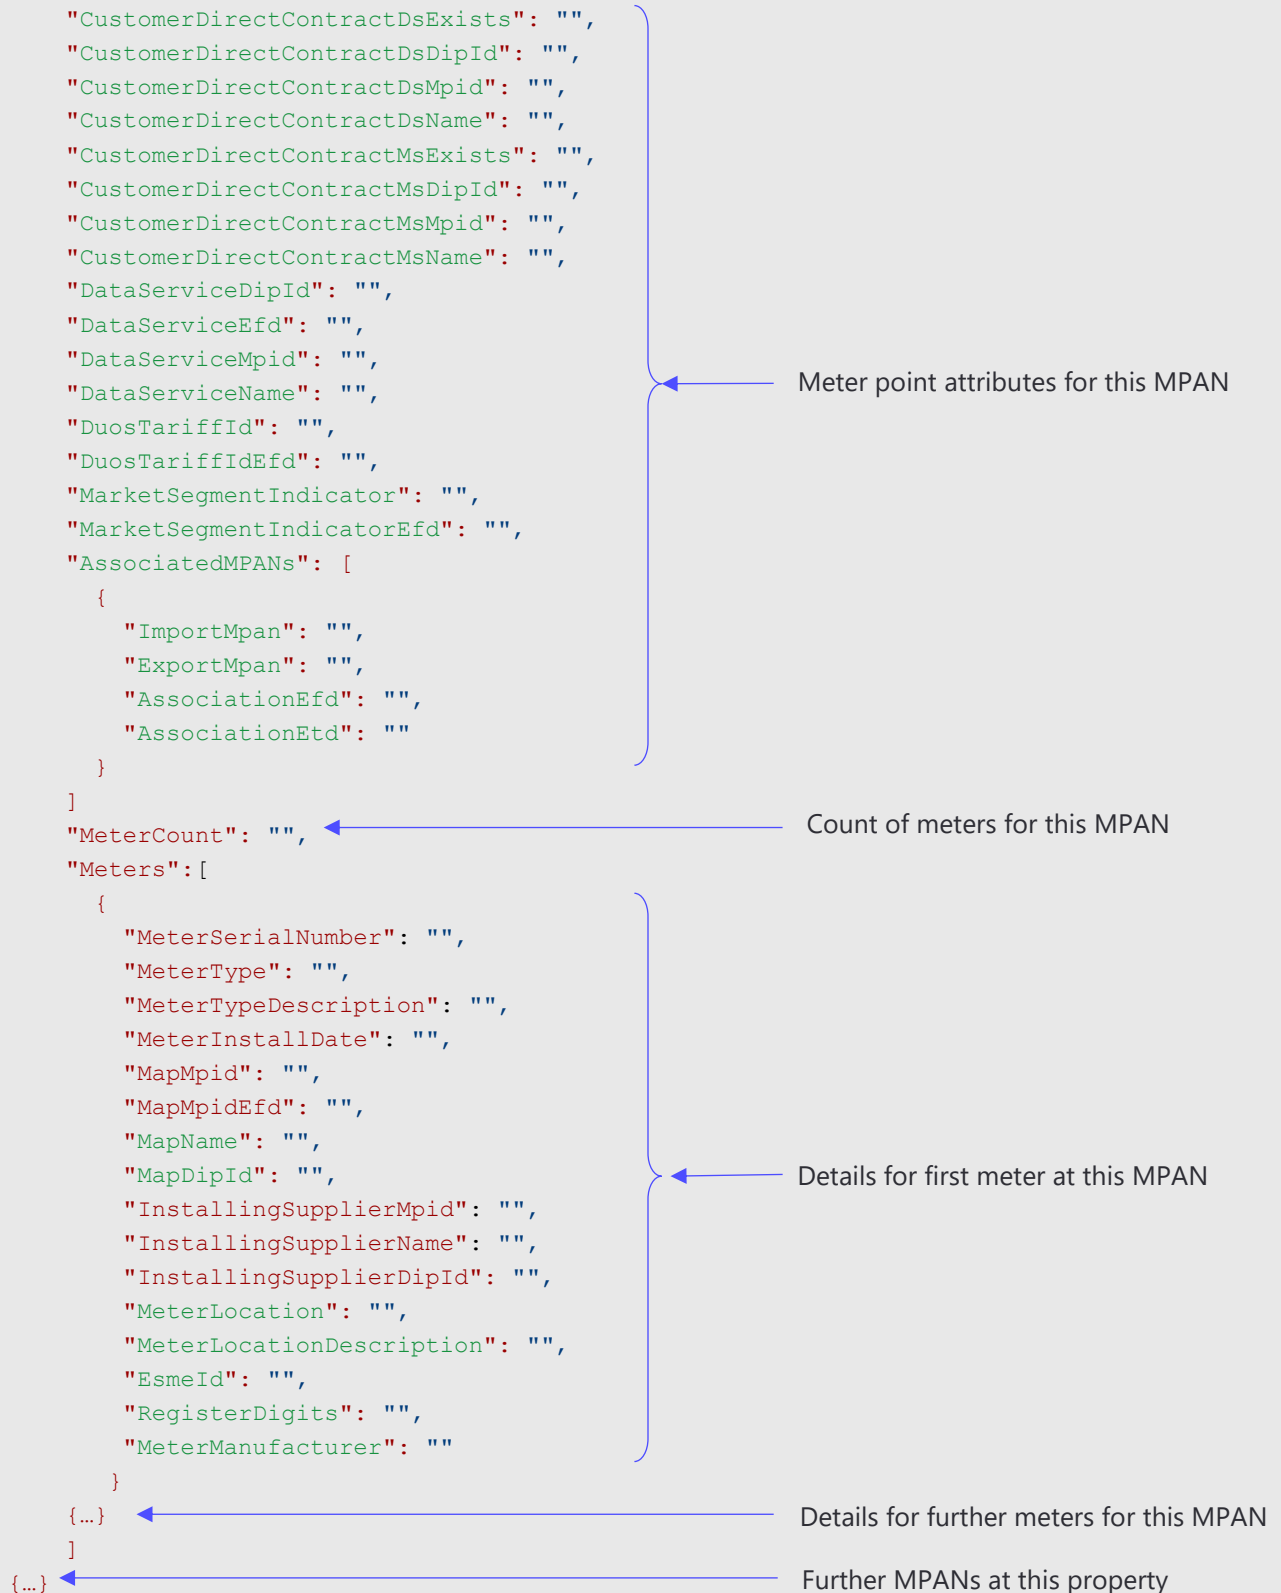 "CustomerDirectContractDsExists": "",
"CustomerDirectContractDsDipId": "",
"CustomerDirectContractDsMpid": "",
"CustomerDirectContractDsName": "",
"CustomerDirectContractMsExists": "",
"CustomerDirectContractMsDipId": "",
"CustomerDirectContractMsMpid": "",
"CustomerDirectContractMsName": "",
"DataServiceDipId": "",
"DataServiceEfd": "",
"DataServiceMpid": "",
Meter point attributes for this MPAN
"DataServiceName": "",
"DuosTariffId": "",
"DuosTariffIdEfd": "",
"MarketSegmentIndicator": "",
"MarketSegmentIndicatorEfd": "",
"AssociatedMPANs": [
{
"ImportMpan": "",
"ExportMpan": "",
"AssociationEfd": "",
"AssociationEtd": ""
}
]
"MeterCount": "",
Count of meters for this MPAN
"Meters":[
{
"MeterSerialNumber": "",
"MeterType": "",
"MeterTypeDescription": "",
"MeterInstallDate": "",
"MapMpid": "",
"MapMpidEfd": "",
"MapName": "",
"MapDipId": "",
Details for first meter at this MPAN
"InstallingSupplierMpid": "",
"InstallingSupplierName": "",
"InstallingSupplierDipId": "",
"MeterLocation": "",
"MeterLocationDescription": "",
"EsmeId": "",
"RegisterDigits": "",
"MeterManufacturer": ""
}
{…}
Details for further meters for this MPAN
]
{…}
Further MPANs at this property